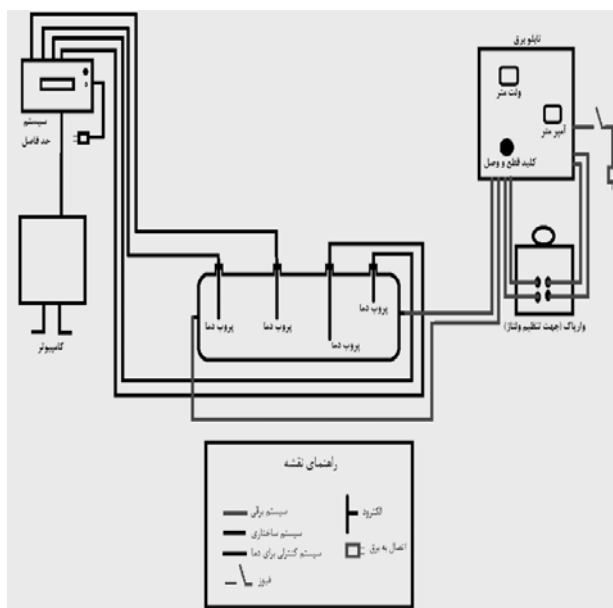 تابلو برق
ولت متر
آمپر متر
کلید قطع و وصل
سیستم
حد فاصل
پروب دما
پروب دما
پروب دما
پروب دما
واریاک (جهت تنظیم ولتاژ)
کامپیوتر
راهنمای نقشه
سیستم برقی
الکترود
سیستم ساختاری
سیستم کنترلی برای دما
اتصال به برق
فیوز